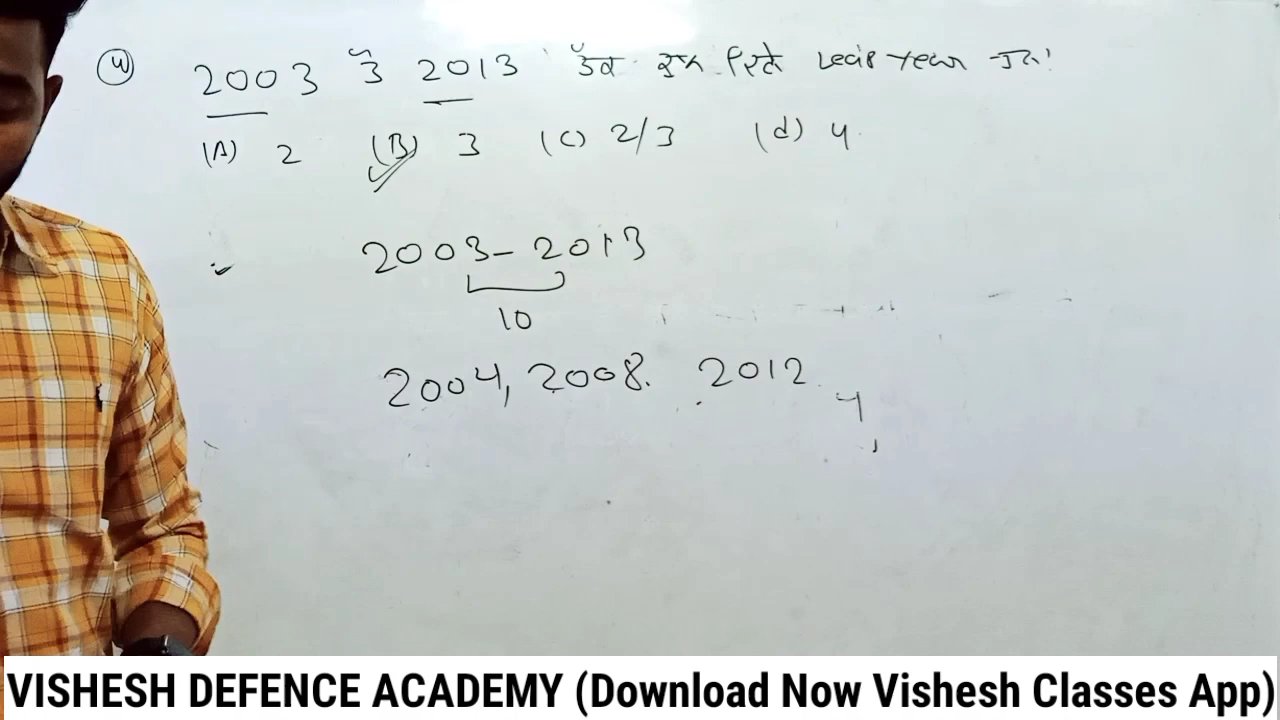 (4) 2003 से 2013 तक कुल कितने Leap Year
(A) 2 (B) 3 (C) 2/3 (d) 4
2003-2013
10
2004, 2008. 2012
4
VISHESH DEFENCE ACADEMY (Download Now Vishesh Classes App)